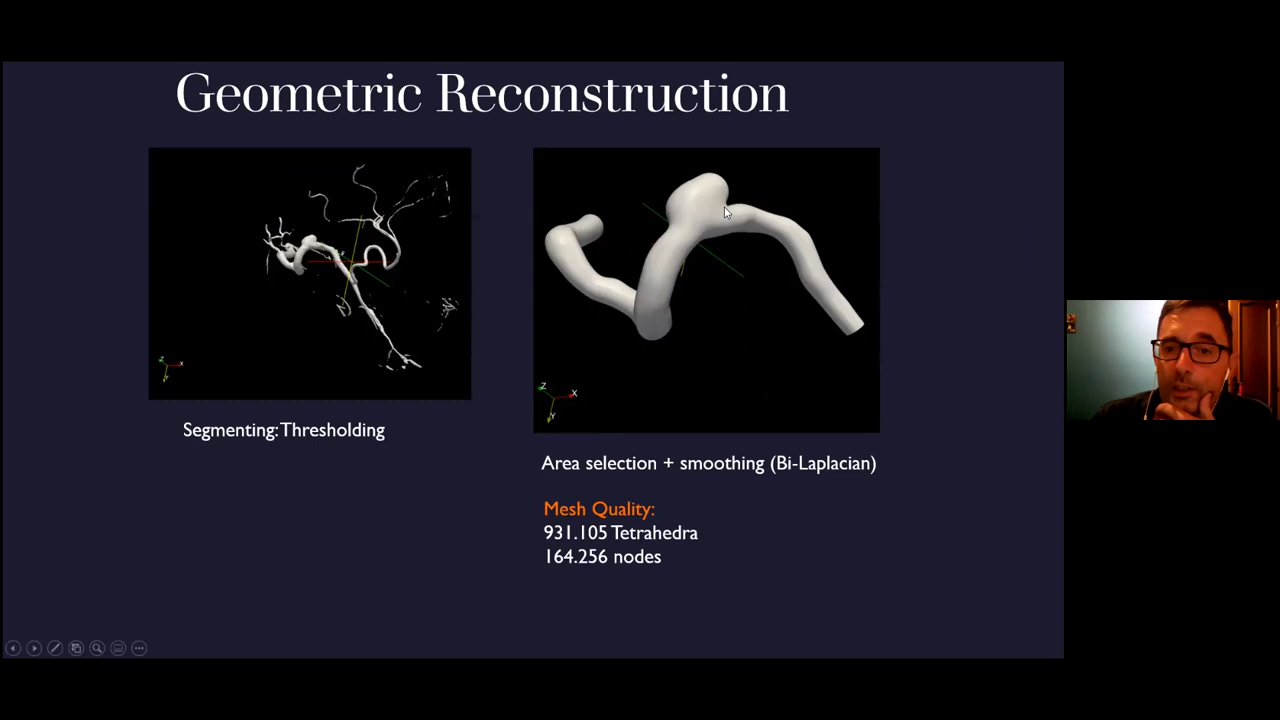 Geometric Reconstruction
Z
X
Y
Z
X
Y
Segmenting: Thresholding
Area selection + smoothing (Bi-Laplacian)
Mesh Quality:
931.105 Tetrahedra
164.256 nodes